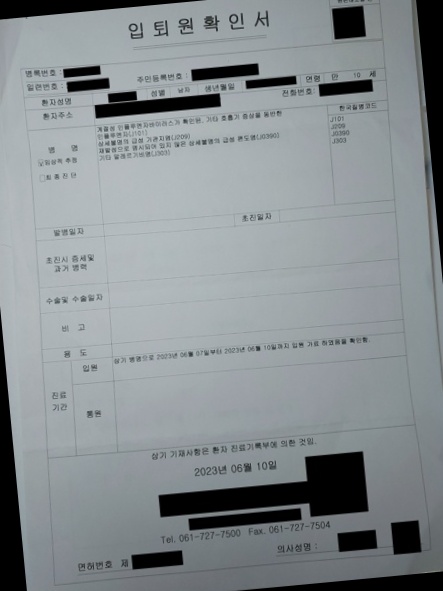 입 퇴 원 확 인 서
병록번호 :
일련번호 : 주민등록번호 :
환자성명 성별 남자 생년월일 연령 만 10 세
환자주소 전화번호 :
병 명 한국질병코드
계절성 인플루엔자바이러스가 확인된, 기타 호흡기 증상을 동반한 J101
인플루엔자(J101) J209
상세불명의 급성 기관지염(J209) J0390
재발성으로 명시되어 있지 않은 상세불명의 급성 편도염(J0390) J303
기타 알레르기비염(J303)
☑임상적 추정
□최 종 진 단
발병일자 초진일자
초진시 증세및
과거 병력
수술및 수술일자
비 고
용 도
진료
기간
입원 상기 병명으로 2023년 06월 07일부터 2023년 06월 10일까지 입원 가료 하였음을 확인함.
통원
상기 기재사항은 환자 진료기록부에 의한 것임.
2023년 06월 10일
Tel. 061-727-7500 Fax. 061-727-7504
면허번호 제 의사성명 :